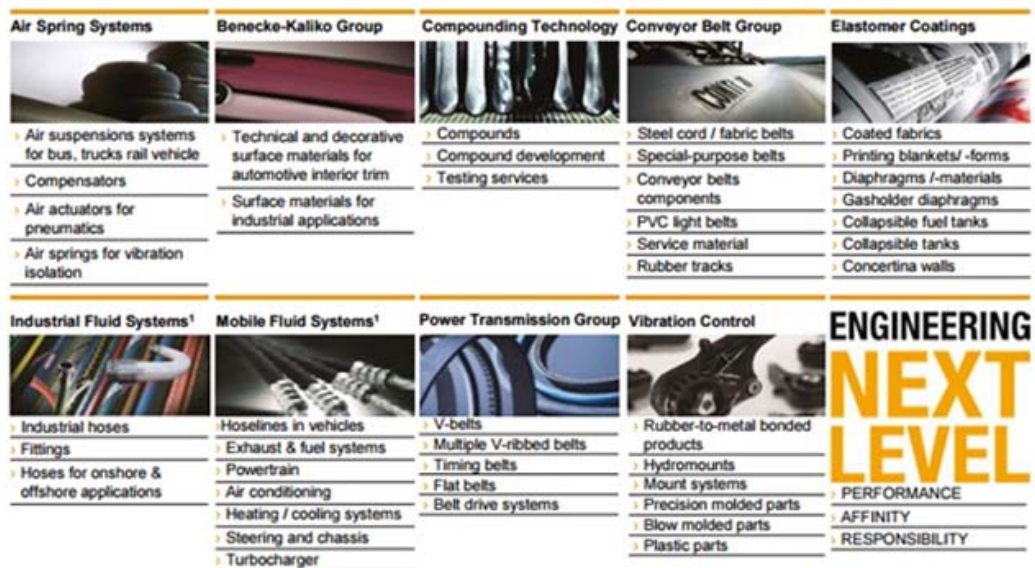 Air Spring Systems
Air suspensions systems
for bus, trucks rail vehicle
Compensators
Air actuators for
pneumatics
Air springs for vibration
isolation
Benecke-Kaliko Group
Technical and decorative
surface materials for
automotive interior trim
Surface materials for
industrial applications
Compounding Technology
Compounds
Compound development
Testing services
Conveyor Belt Group
Steel cord / fabric belts
Special-purpose belts
Conveyor belts
components
PVC light belts
Service material
Rubber tracks
Elastomer Coatings
Coated fabrics
Printing blankets/ -forms
Diaphragms /-materials
Gasholder diaphragms
Collapsible fuel tanks
Collapsible tanks
Concertina walls
Industrial Fluid Systems¹
Industrial hoses
Fittings
Hoses for onshore &
offshore applications
Mobile Fluid Systems¹
Hoselines in vehicles
Exhaust & fuel systems
Powertrain
Air conditioning
Heating / cooling systems
Steering and chassis
Turbocharger
Power Transmission Group
V-belts
Multiple V-ribbed belts
Timing belts
Flat belts
Belt drive systems
Vibration Control
Rubber-to-metal bonded
products
Hydromounts
Mount systems
Precision molded parts
Blow molded parts
Plastic parts
ENGINEERING
NEXT
LEVEL
PERFORMANCE
AFFINITY
RESPONSIBILITY